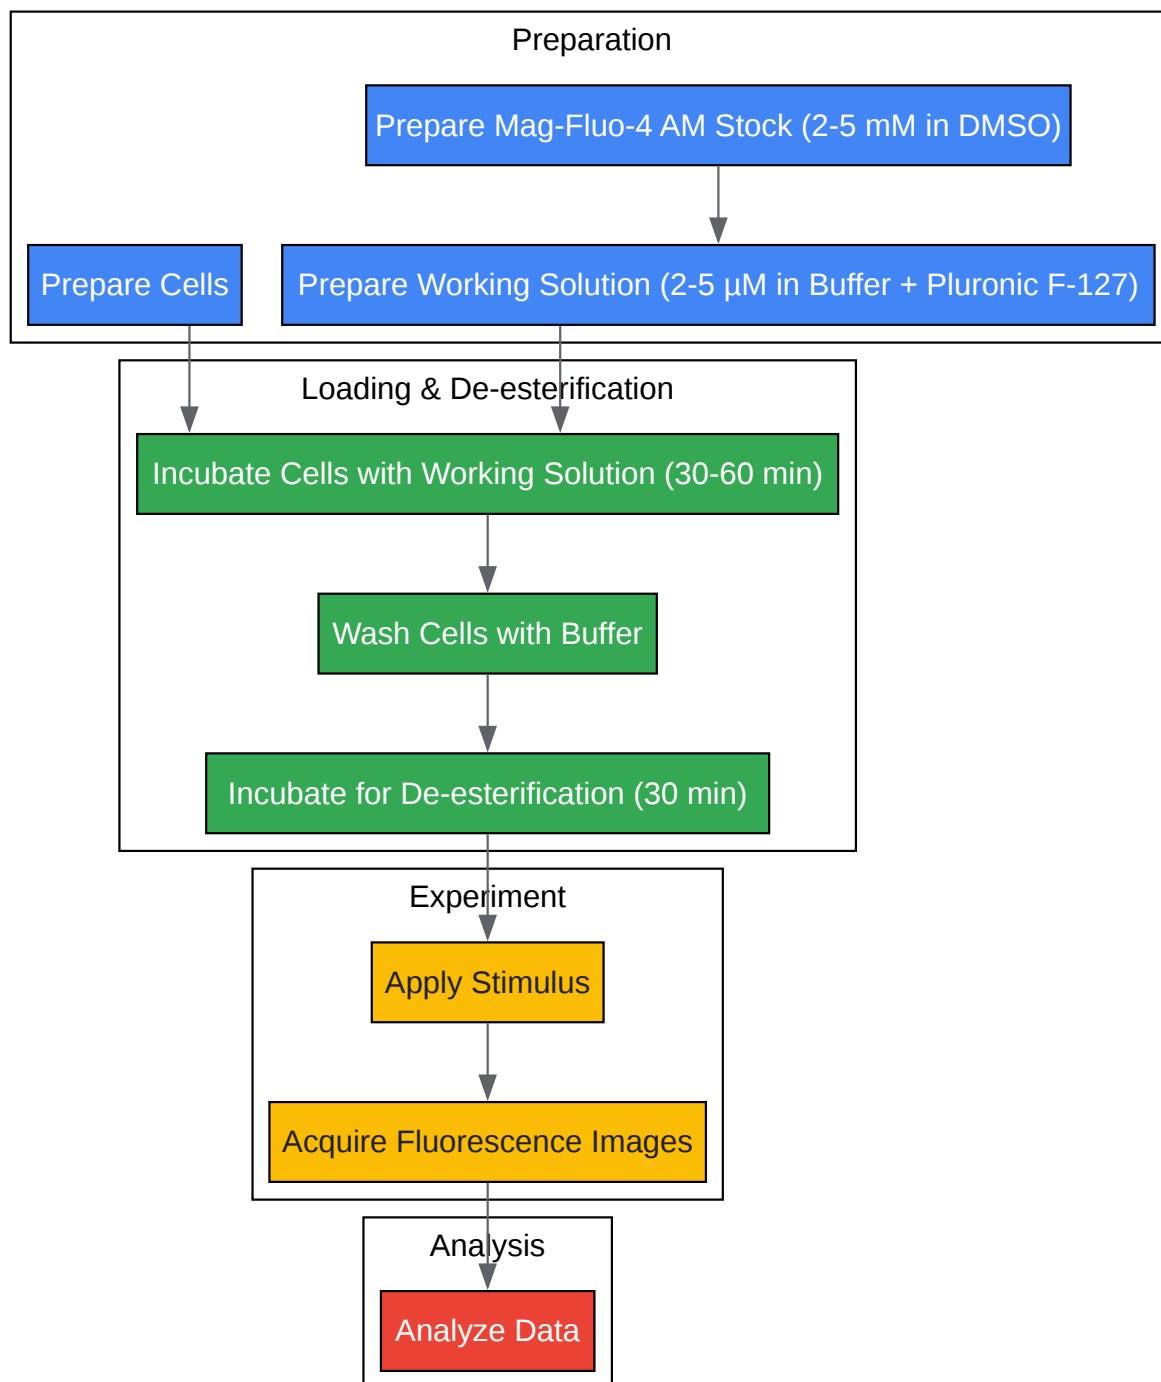 Preparation
Prepare Mag-Fluo-4 AM Stock (2-5 mM in DMSO)
Prepare Cells
Prepare Working Solution (2-5 µM in Buffer + Pluronic F-127)
Loading & De-esterification
Incubate Cells with Working Solution (30-60 min)
Wash Cells with Buffer
Incubate for De-esterification (30 min)
Experiment
Apply Stimulus
Acquire Fluorescence Images
Analysis
Analyze Data